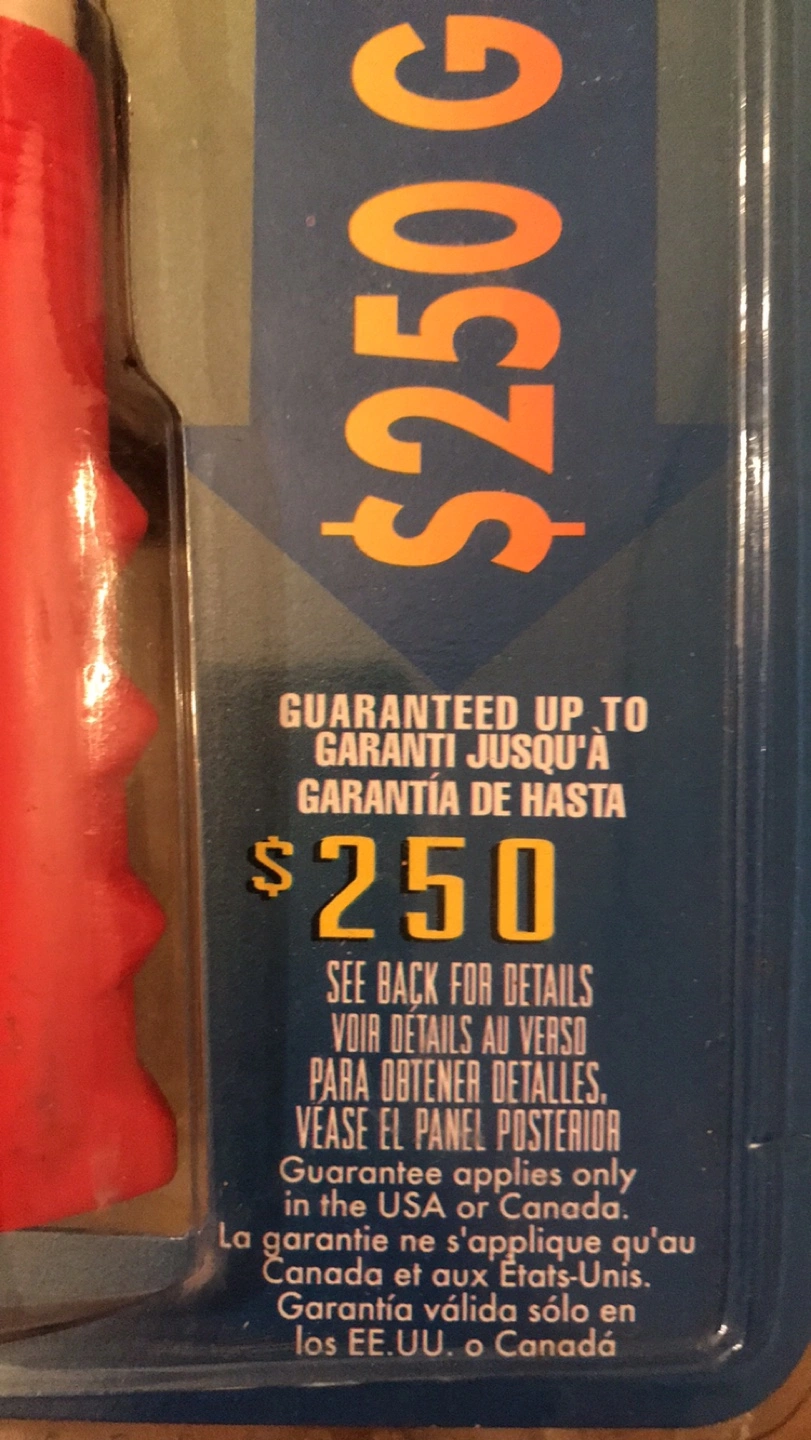 $250 G
GUARANTEED UP TO
GARANTI JUSQU'À
GARANTÍA DE HASTA
$250
SEE BACK FOR DETAILS
VOIR DÉTAILS AU VERSO
PARA OBTENER DETALLES,
VÉASE EL PANEL POSTERIOR
Guarantee applies only
in the USA or Canada.
La garantie ne s'applique qu'au
Canada et aux États-Unis.
Garantía válida sólo en
los EE.UU. o Canadá